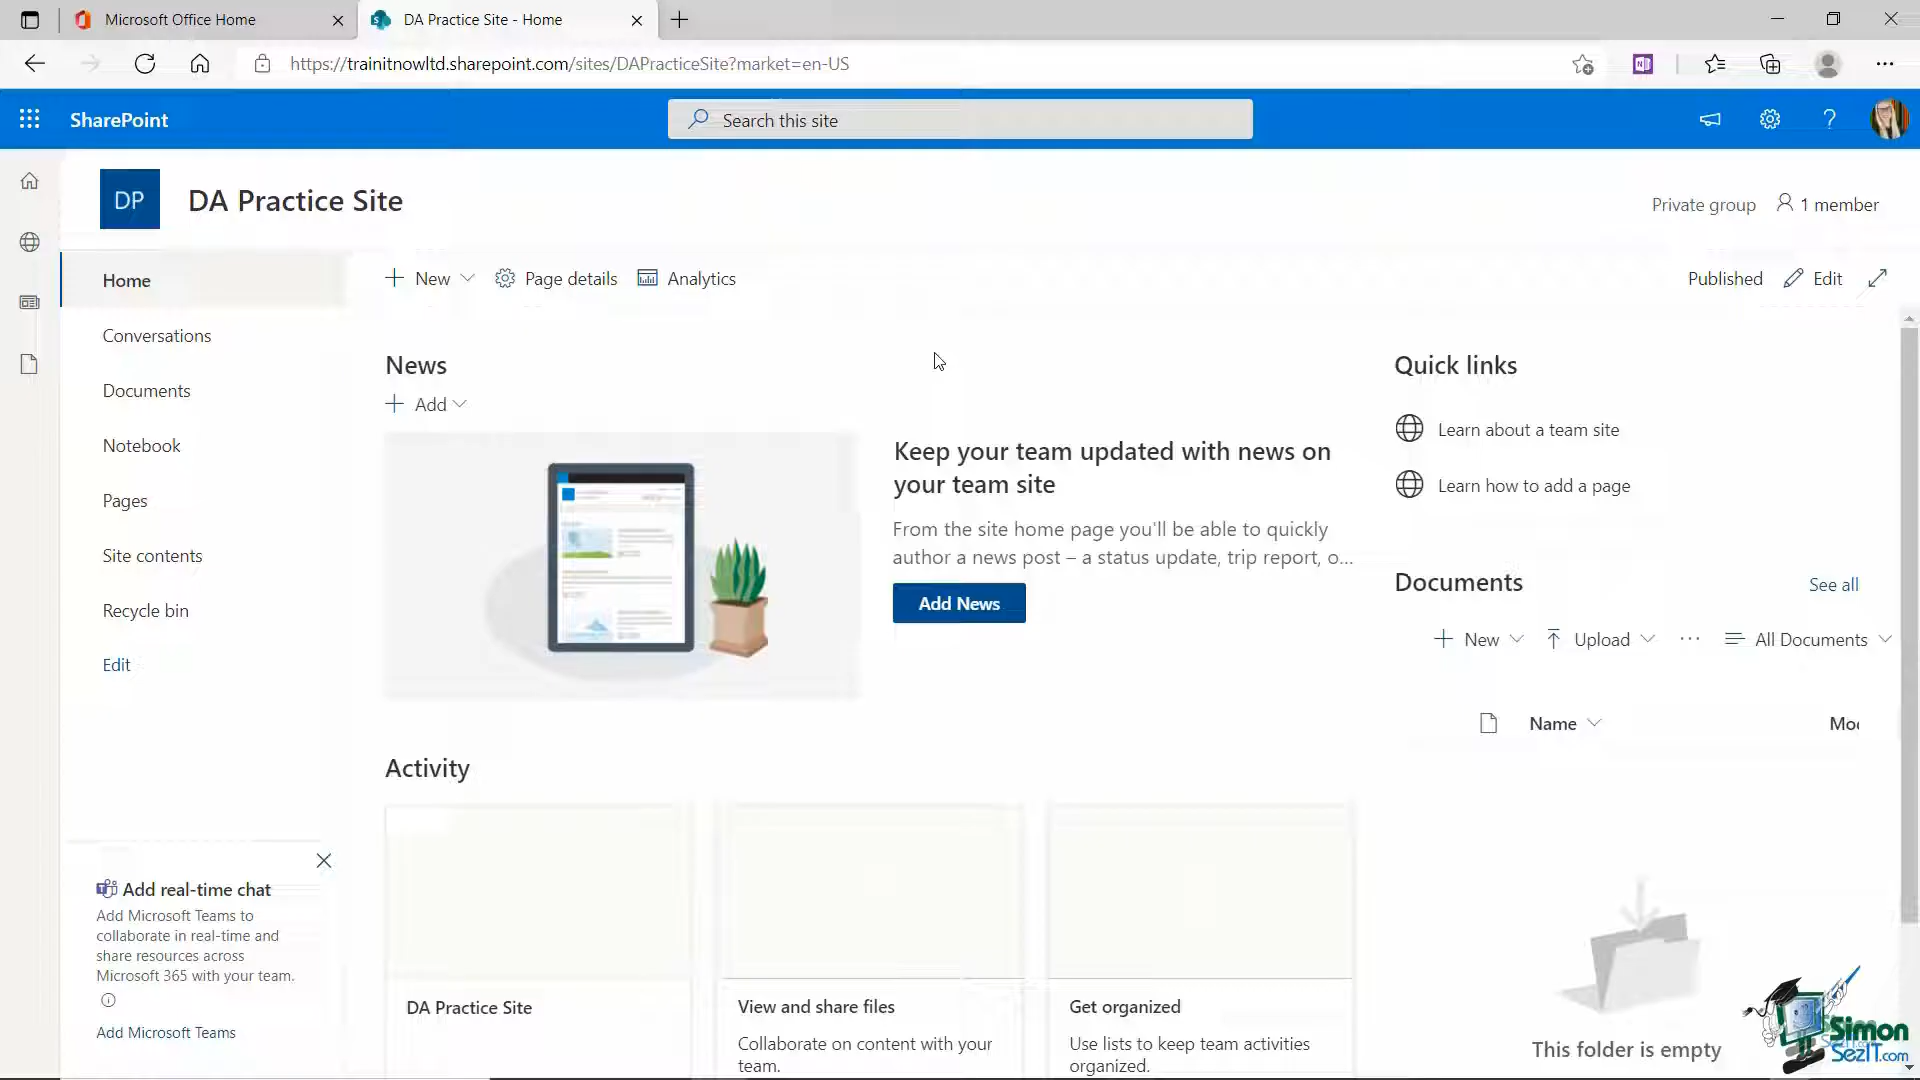 Microsoft Office Home
DA Practice Site - Home
https://trainitnowltd.sharepoint.com/sites/DAPracticeSite?market=en-US
SharePoint
Search this site
DP
DA Practice Site
Private group
1 member
Home
Conversations
Documents
Notebook
Pages
Site contents
Recycle bin
Edit
New
Page details
Analytics
Published
Edit
News
Add
Keep your team updated with news on
your team site
From the site home page you'll be able to quickly
author a news post – a status update, trip report, o...
Add News
Quick links
Learn about a team site
Learn how to add a page
Documents
See all
New
Upload
All Documents
Name
Mod
This folder is empty
Activity
DA Practice Site
View and share files
Collaborate on content with your
team.
Get organized
Use lists to keep team activities
organized.
Add real-time chat
Add Microsoft Teams to
collaborate in real-time and
share resources across
Microsoft 365 with your team.
Add Microsoft Teams
Simon
SezIT.com